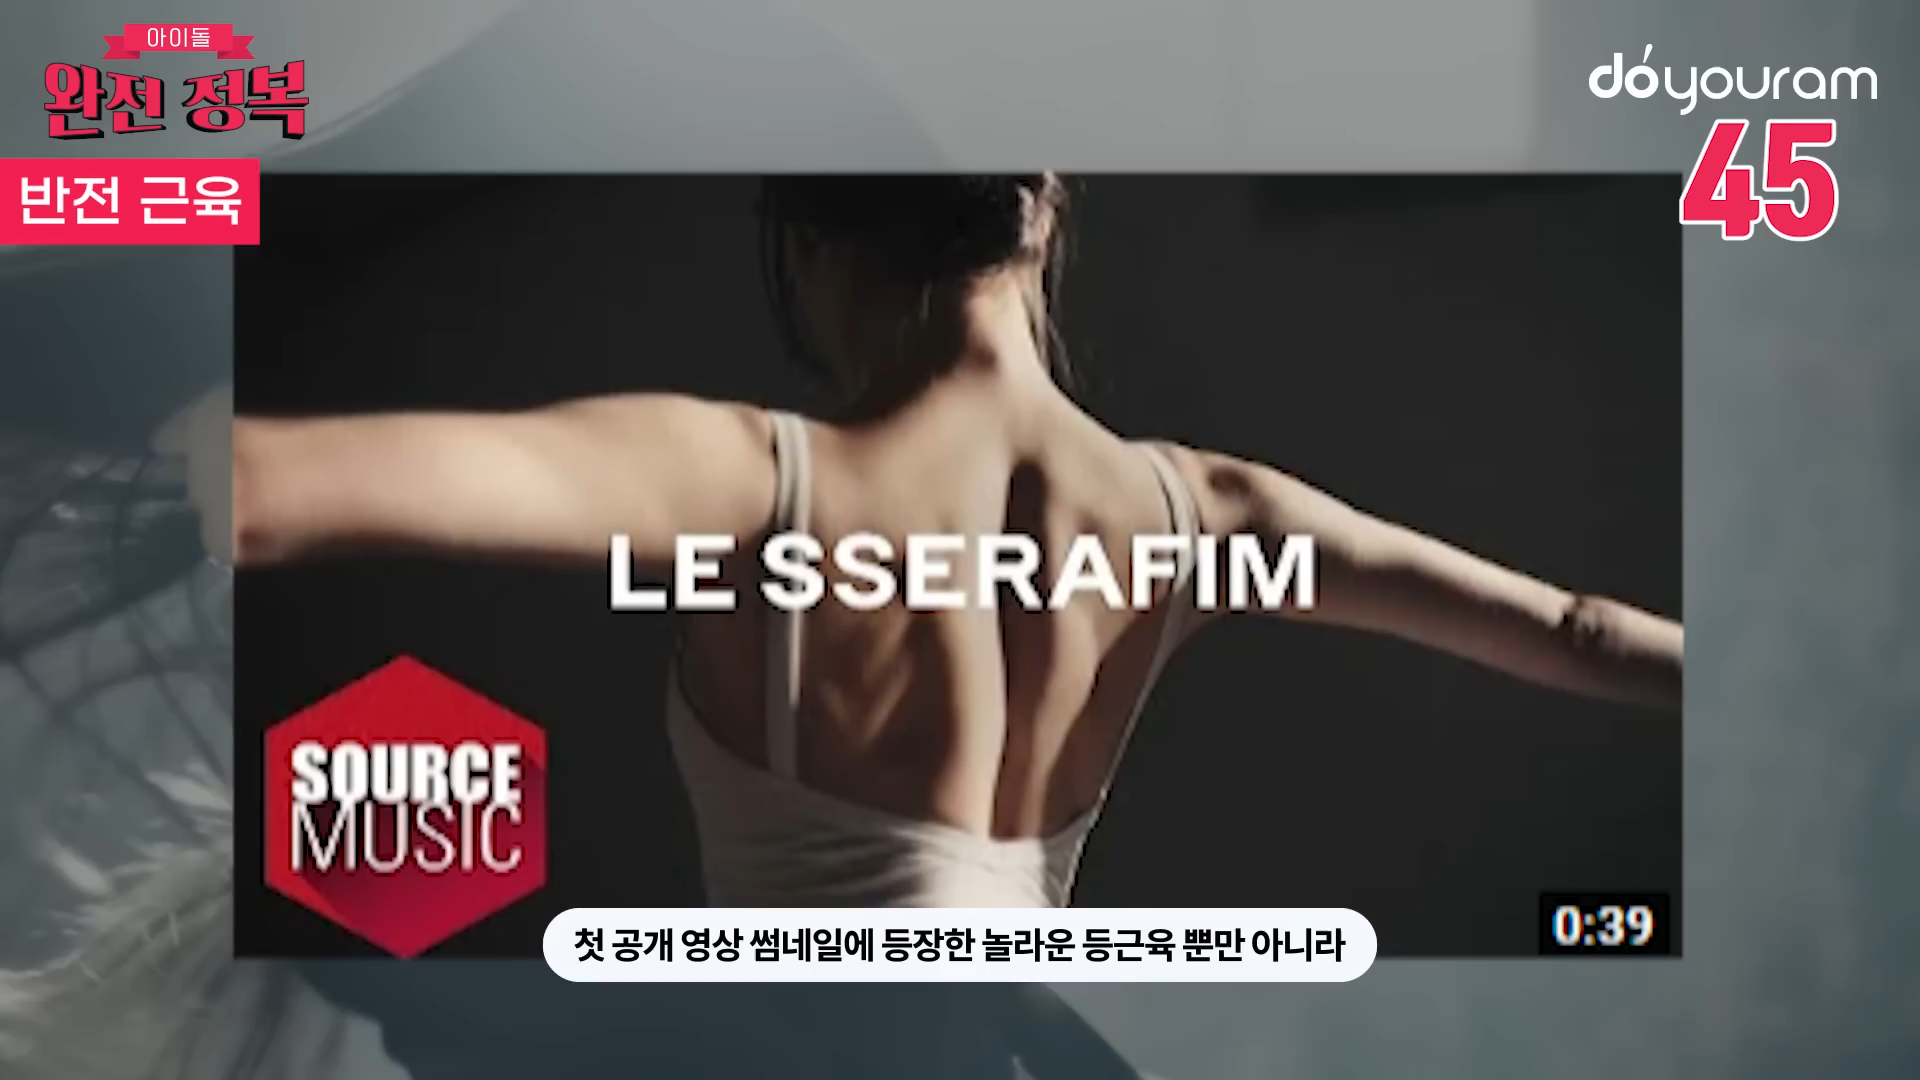 아이돌
완전 정복
반전 근육
doyouram
45
LE SSERAFIM
SOURCE
MUSIC
0:39
첫 공개 영상 썸네일에 등장한 놀라운 등근육 뿐만 아니라